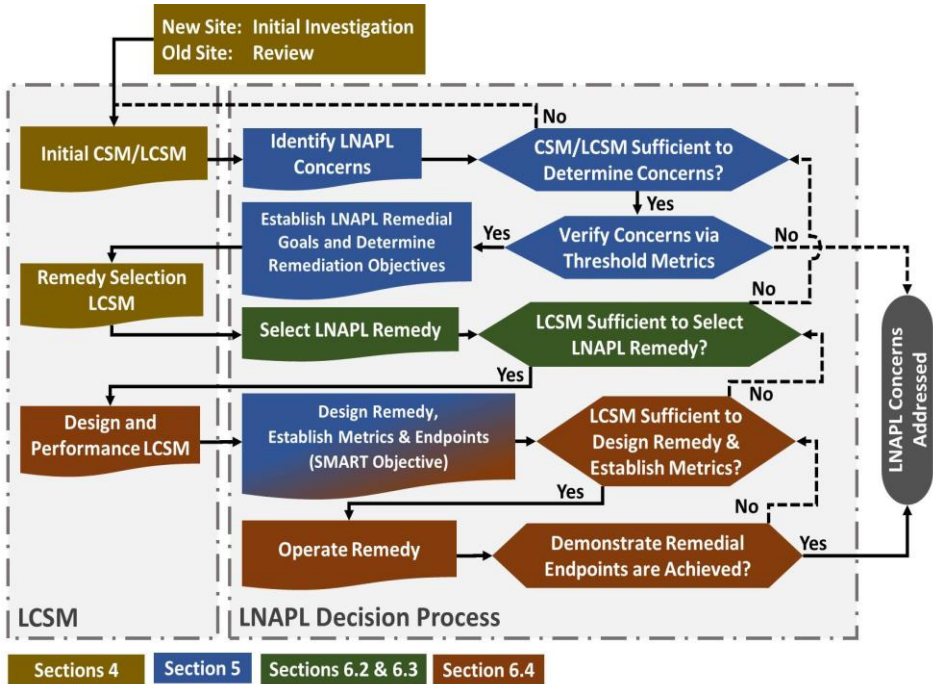 New Site: Initial Investigation
Old Site: Review
No
Initial CSM/LCSM
Identify LNAPL
Concerns
CSM/LCSM Sufficient to
Determine Concerns?
Yes
Establish LNAPL Remedial
Goals and Determine
Remediation Objectives
Yes
Verify Concerns via
Threshold Metrics
No
Remedy Selection
LCSM
No
Select LNAPL Remedy
LCSM Sufficient to Select
LNAPL Remedy?
Yes
No
LNAPL Concerns
Addressed
Design and
Performance LCSM
Design Remedy,
Establish Metrics & Endpoints
(SMART Objective)
LCSM Sufficient to
Design Remedy &
Establish Metrics?
Yes
No
Operate Remedy
Demonstrate Remedial
Endpoints are Achieved?
Yes
LCSM
LNAPL Decision Process
Sections 4
Section 5
Sections 6.2 & 6.3
Section 6.4